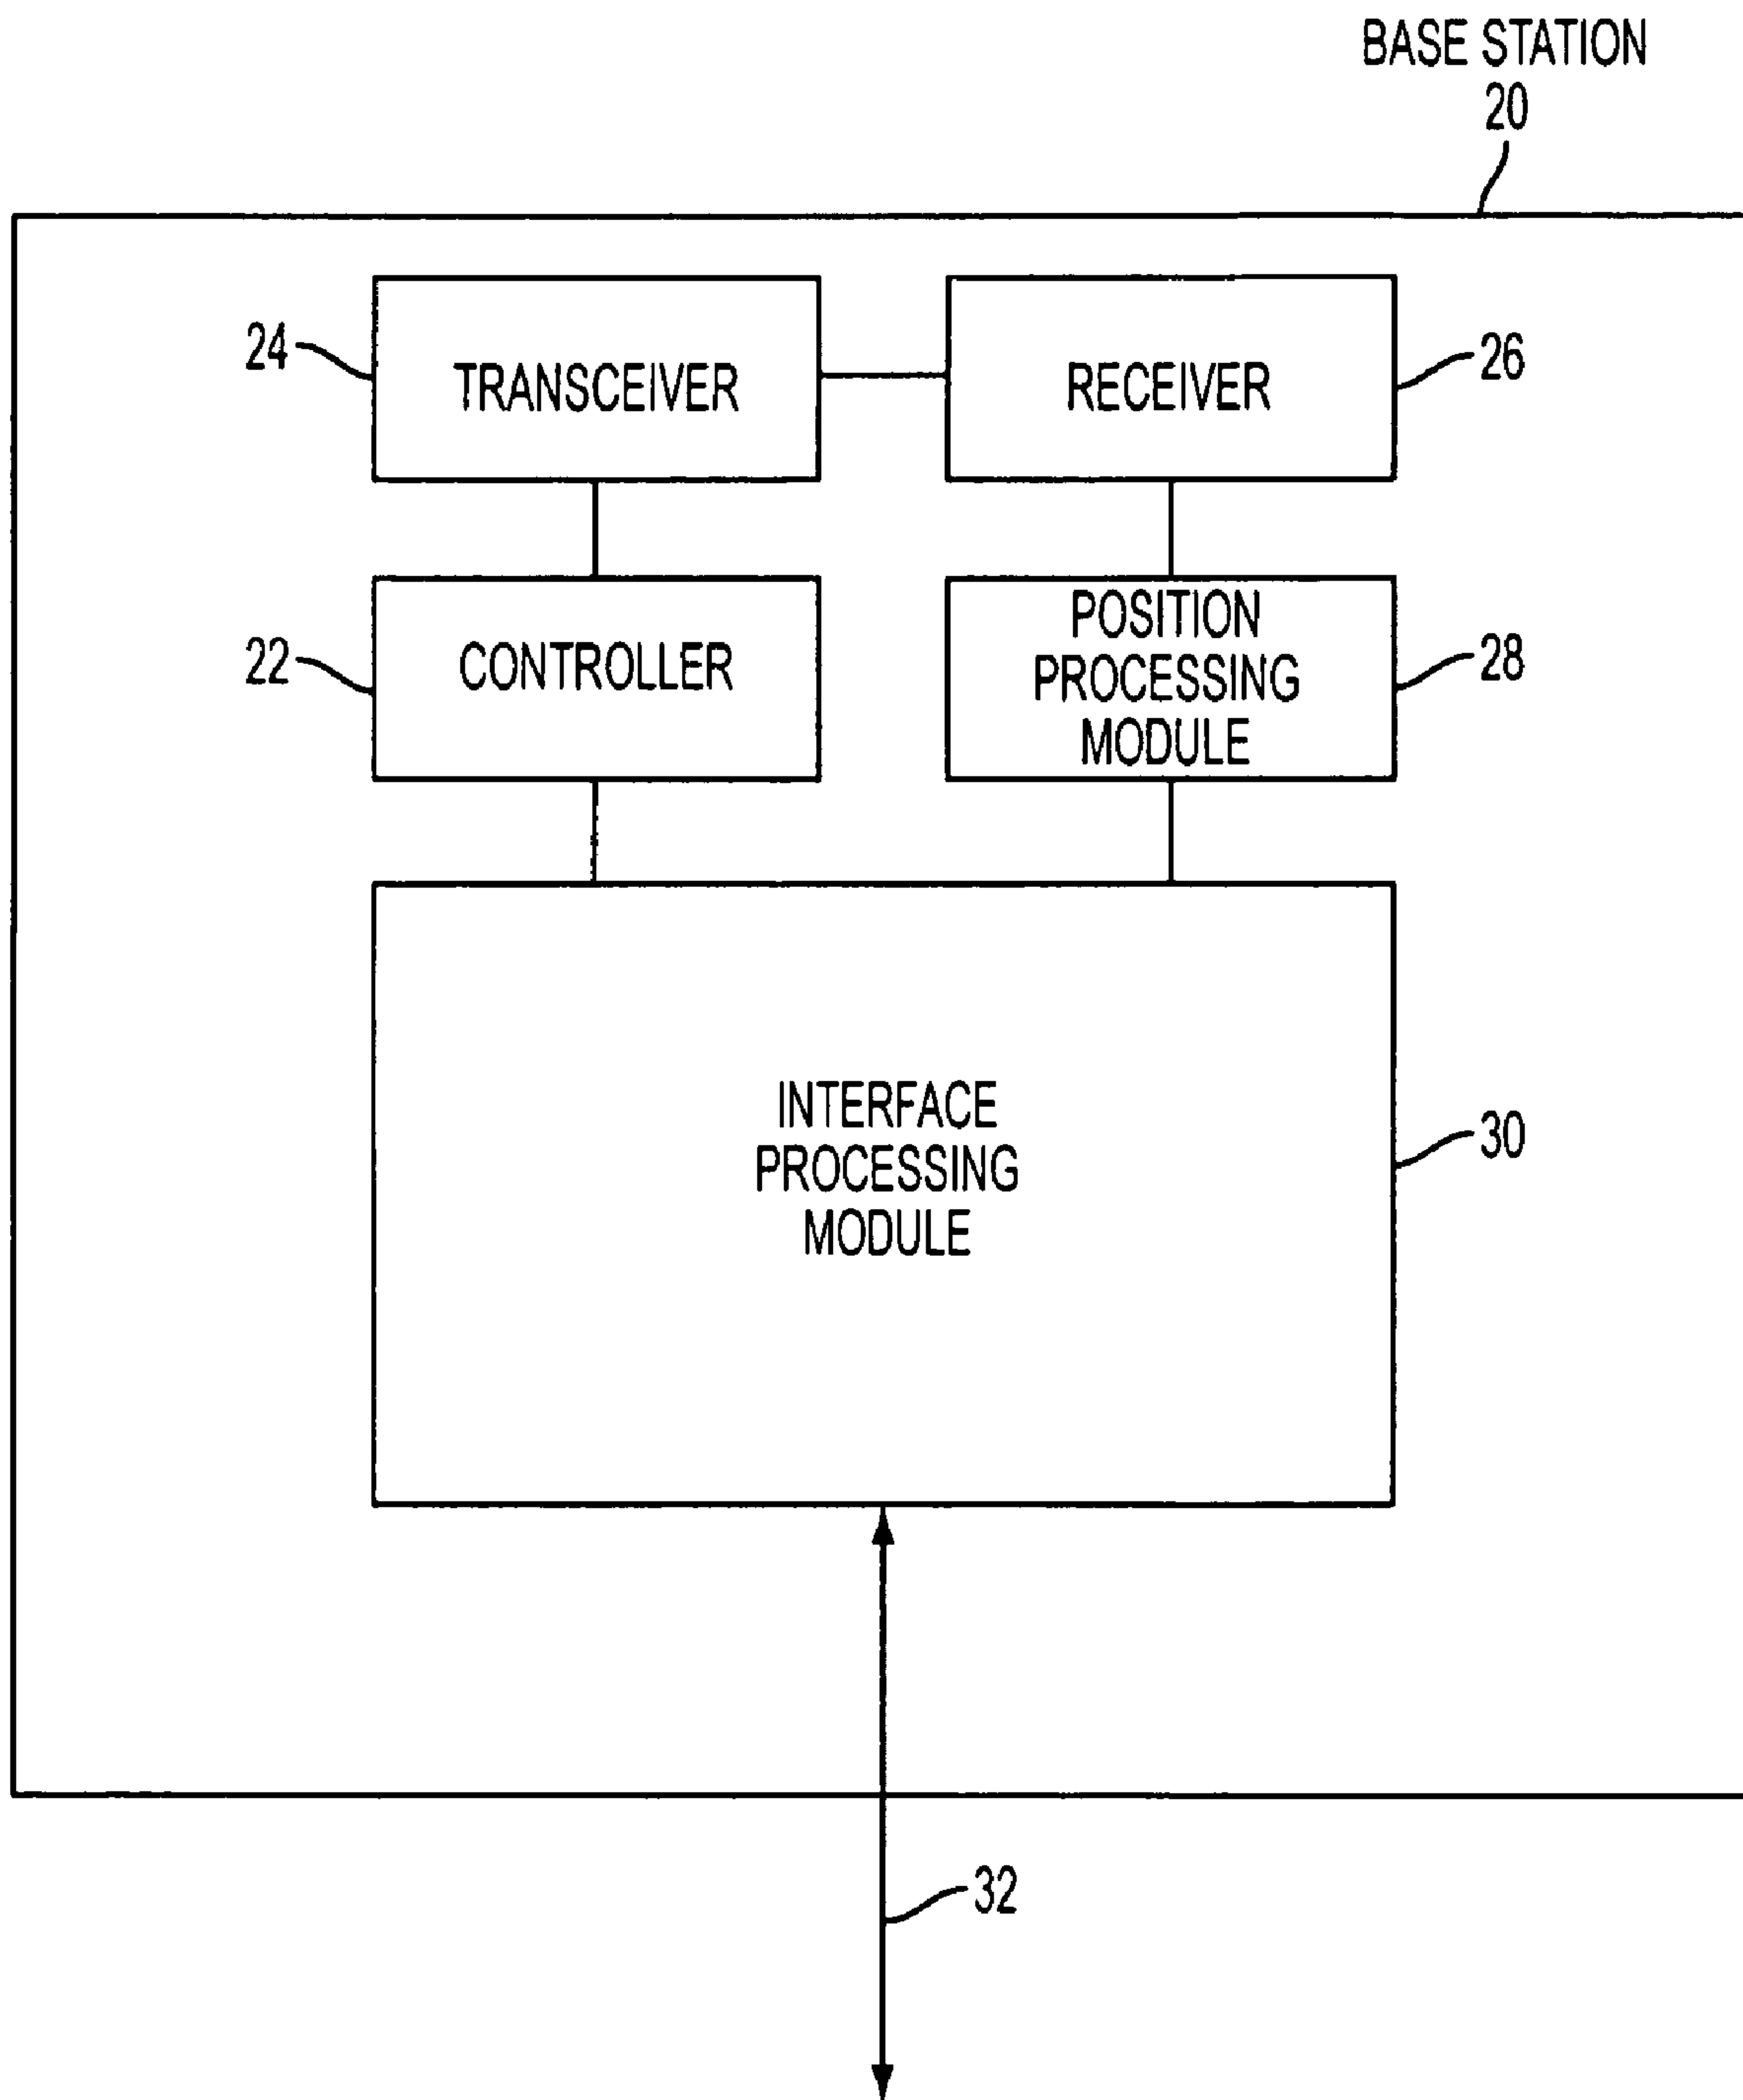 BASE STATION
20
24
TRANSCEIVER
RECEIVER
26
22
CONTROLLER
POSITION
PROCESSING
MODULE
28
INTERFACE
PROCESSING
MODULE
30
32